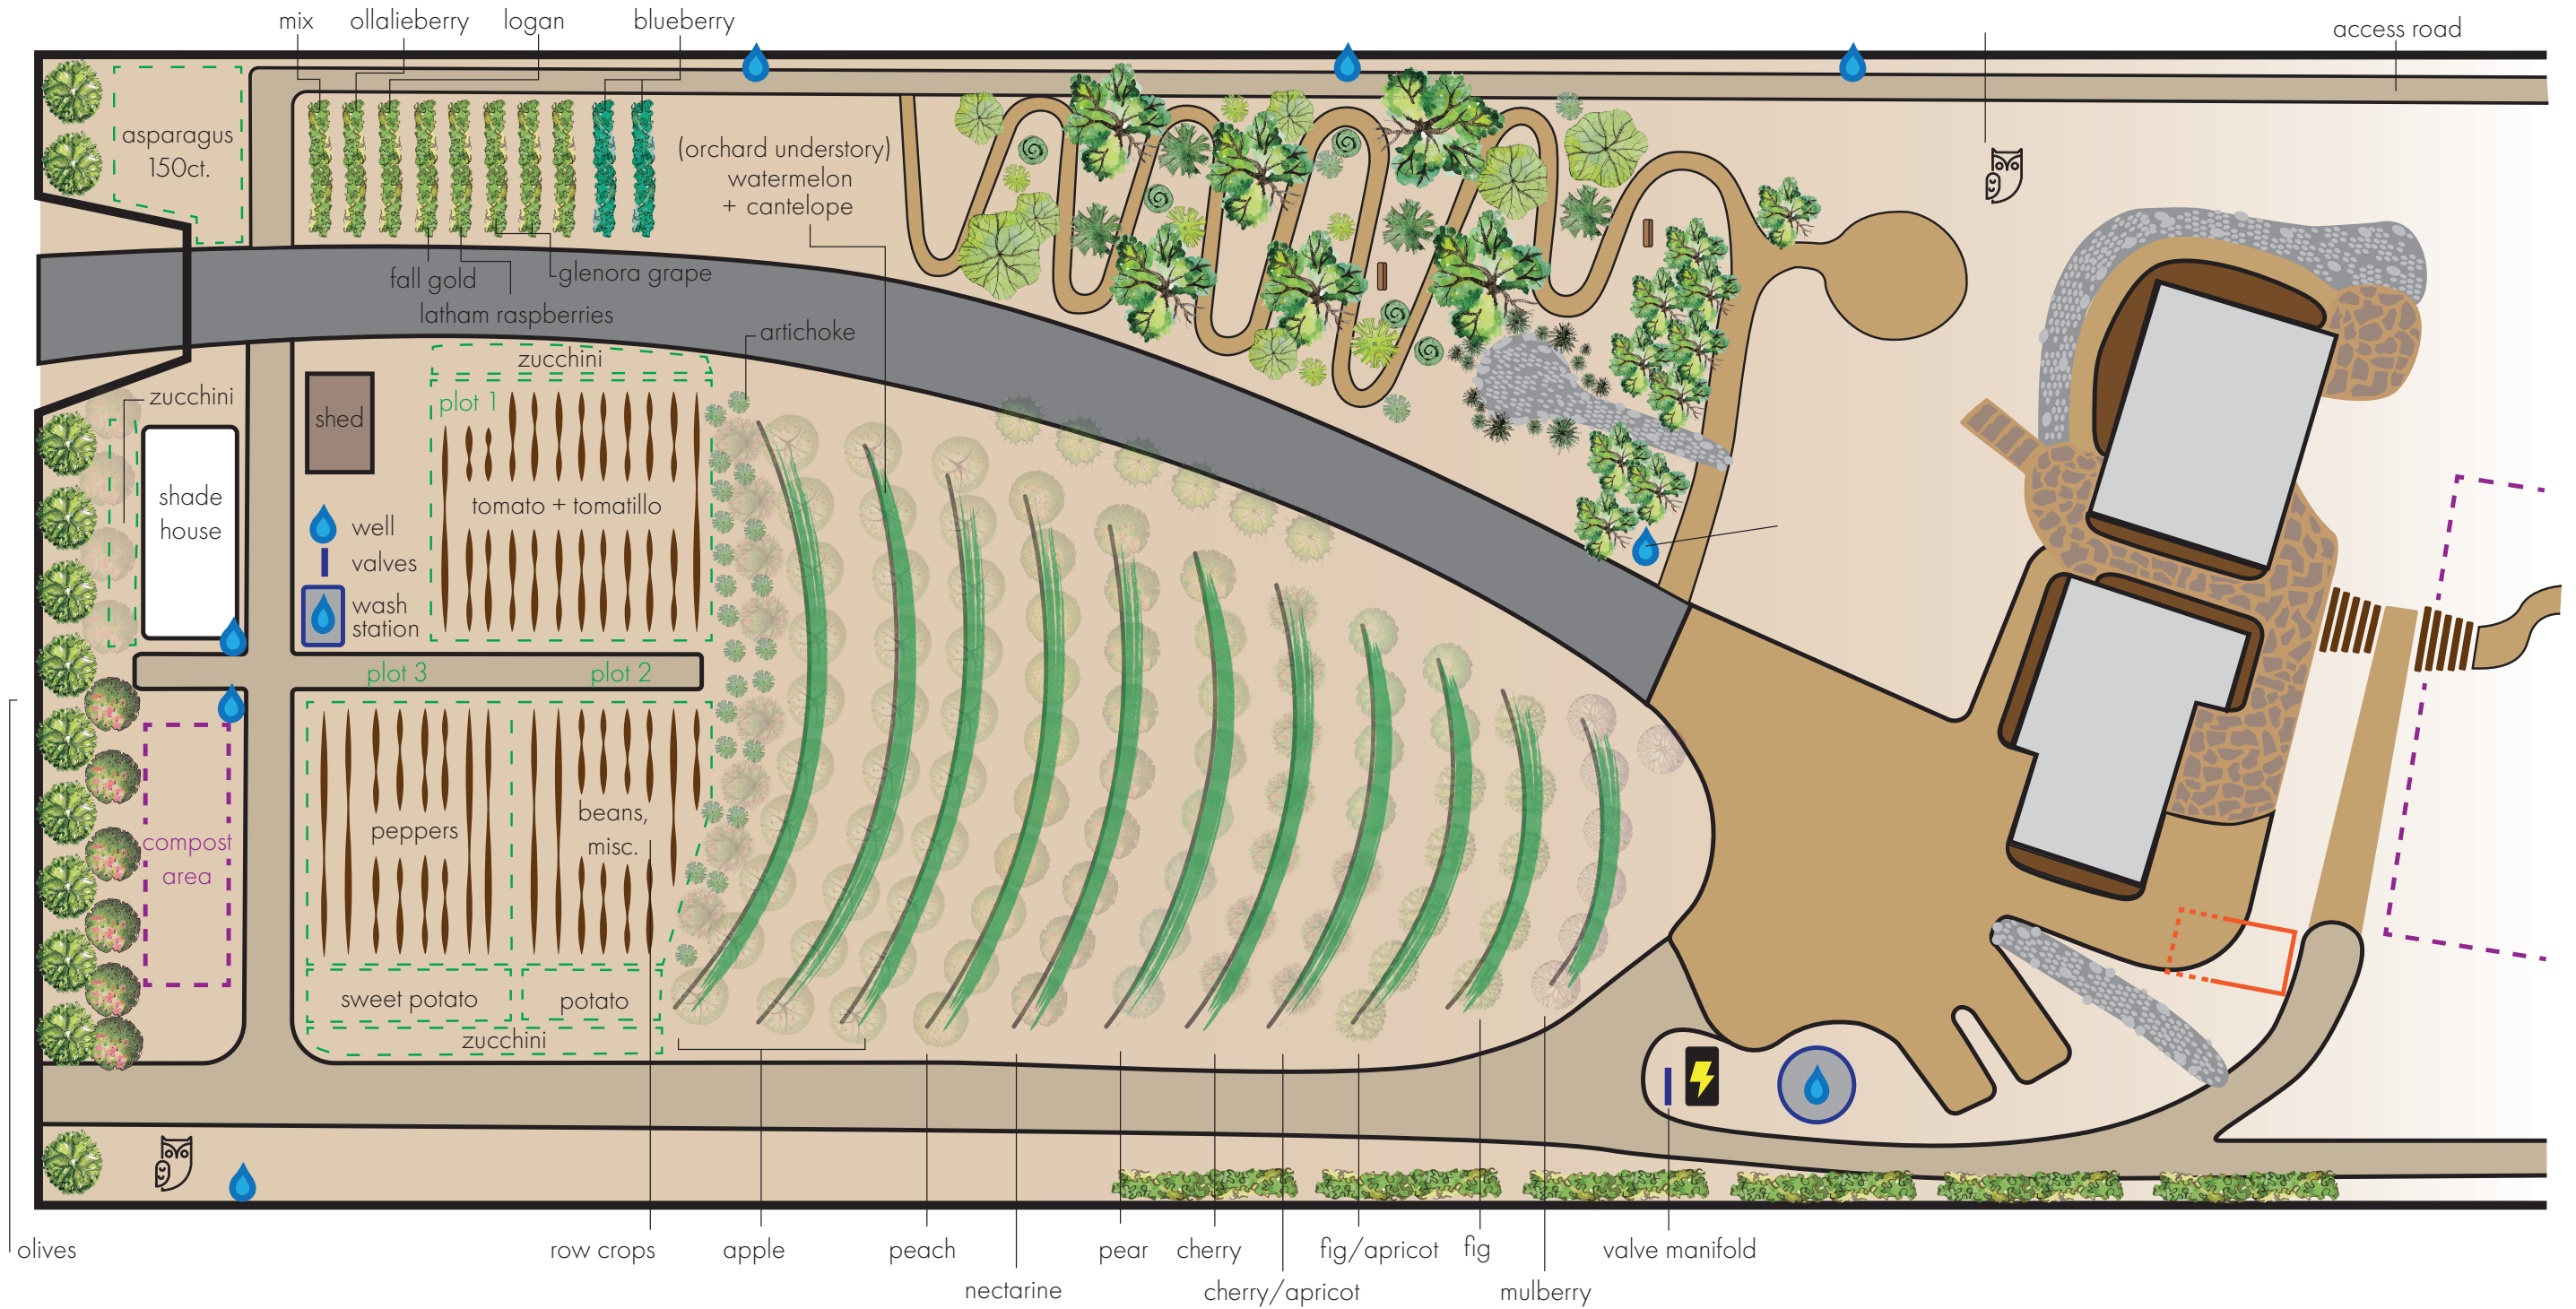 mix
ollalieberry
logan
blueberry
access road
asparagus
150ct.
(orchard understory)
watermelon
+ cantelope
fall gold
glenora grape
latham raspberries
artichoke
zucchini
zucchini
plot 1
shed
shade
house
tomato + tomatillo
well
valves
wash
station
plot 3
plot 2
peppers
beans,
misc.
compost
area
sweet potato
potato
zucchini
olives
row crops
apple
peach
nectarine
pear
cherry
cherry/apricot
fig/apricot
fig
mulberry
valve manifold